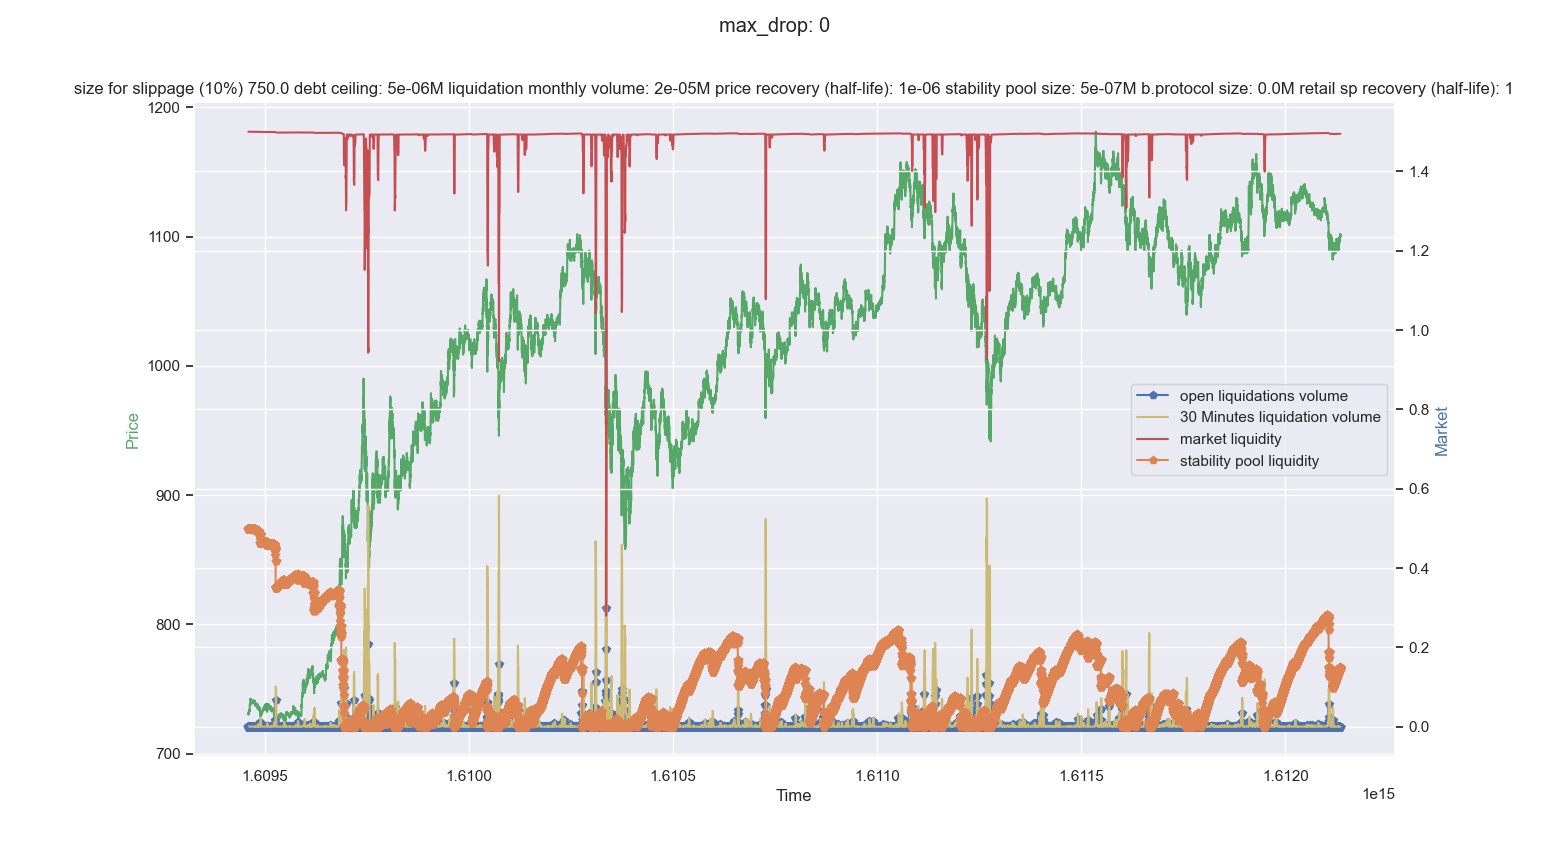 max_drop: 0
size for slippage (10%) 750.0 debt ceiling: 5e-06M liquidation monthly volume: 2e-05M price recovery (half-life): 1e-06 stability pool size: 5e-07M b.protocol size: 0.0M retail sp recovery (half-life): 1
1200
1100
1000
900
800
700
Price
1.4
1.2
1.0
0.8
0.6
0.4
0.2
0.0
Market
open liquidations volume
30 Minutes liquidation volume
market liquidity
stability pool liquidity
1.6095 1.6100 1.6105 1.6110 1.6115 1.6120
Time
1e15